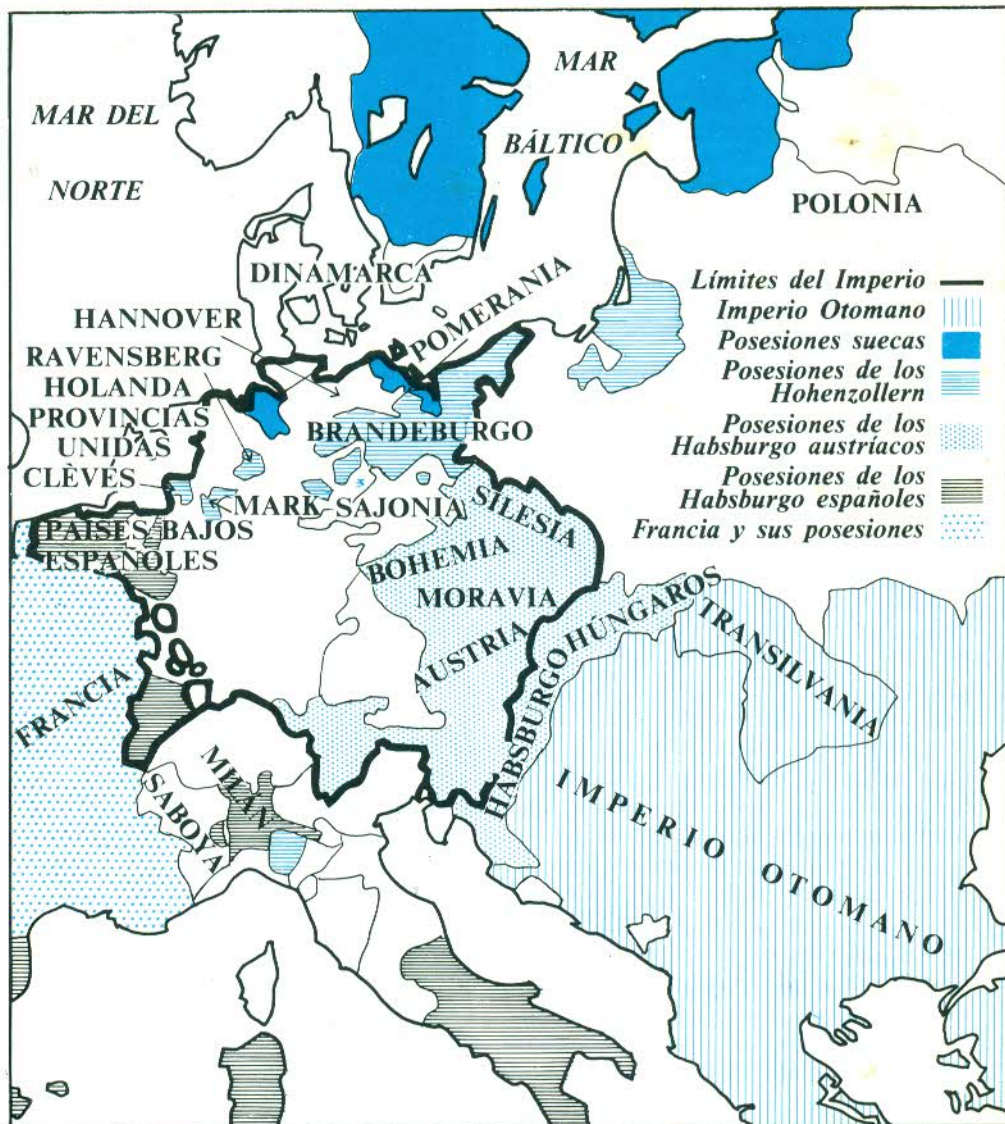 MAR DEL
NORTE
MAR
BÁLTICO
POLONIA
DINAMARCA
POMERANIA
HANNOVER
RAVENSBERG
HOLANDA
PROVINCIAS
UNIDAS
CLÈVÉS
BRANDEBURGO
MARK
SAJONIA
SILESIA
PAÍSES BAJOS
ESPAÑOLES
BOHEMIA
MORAVIA
AUSTRIA
HABSBURGO HÚNGAROS
TRANSILVANIA
FRANCIA
MILÁN
SABOYA
IMPERIO OTOMANO
Límites del Imperio
Imperio Otomano
Posesiones suecas
Posesiones de los
Hohenzollern
Posesiones de los
Habsburgo austríacos
Posesiones de los
Habsburgo españoles
Francia y sus posesiones